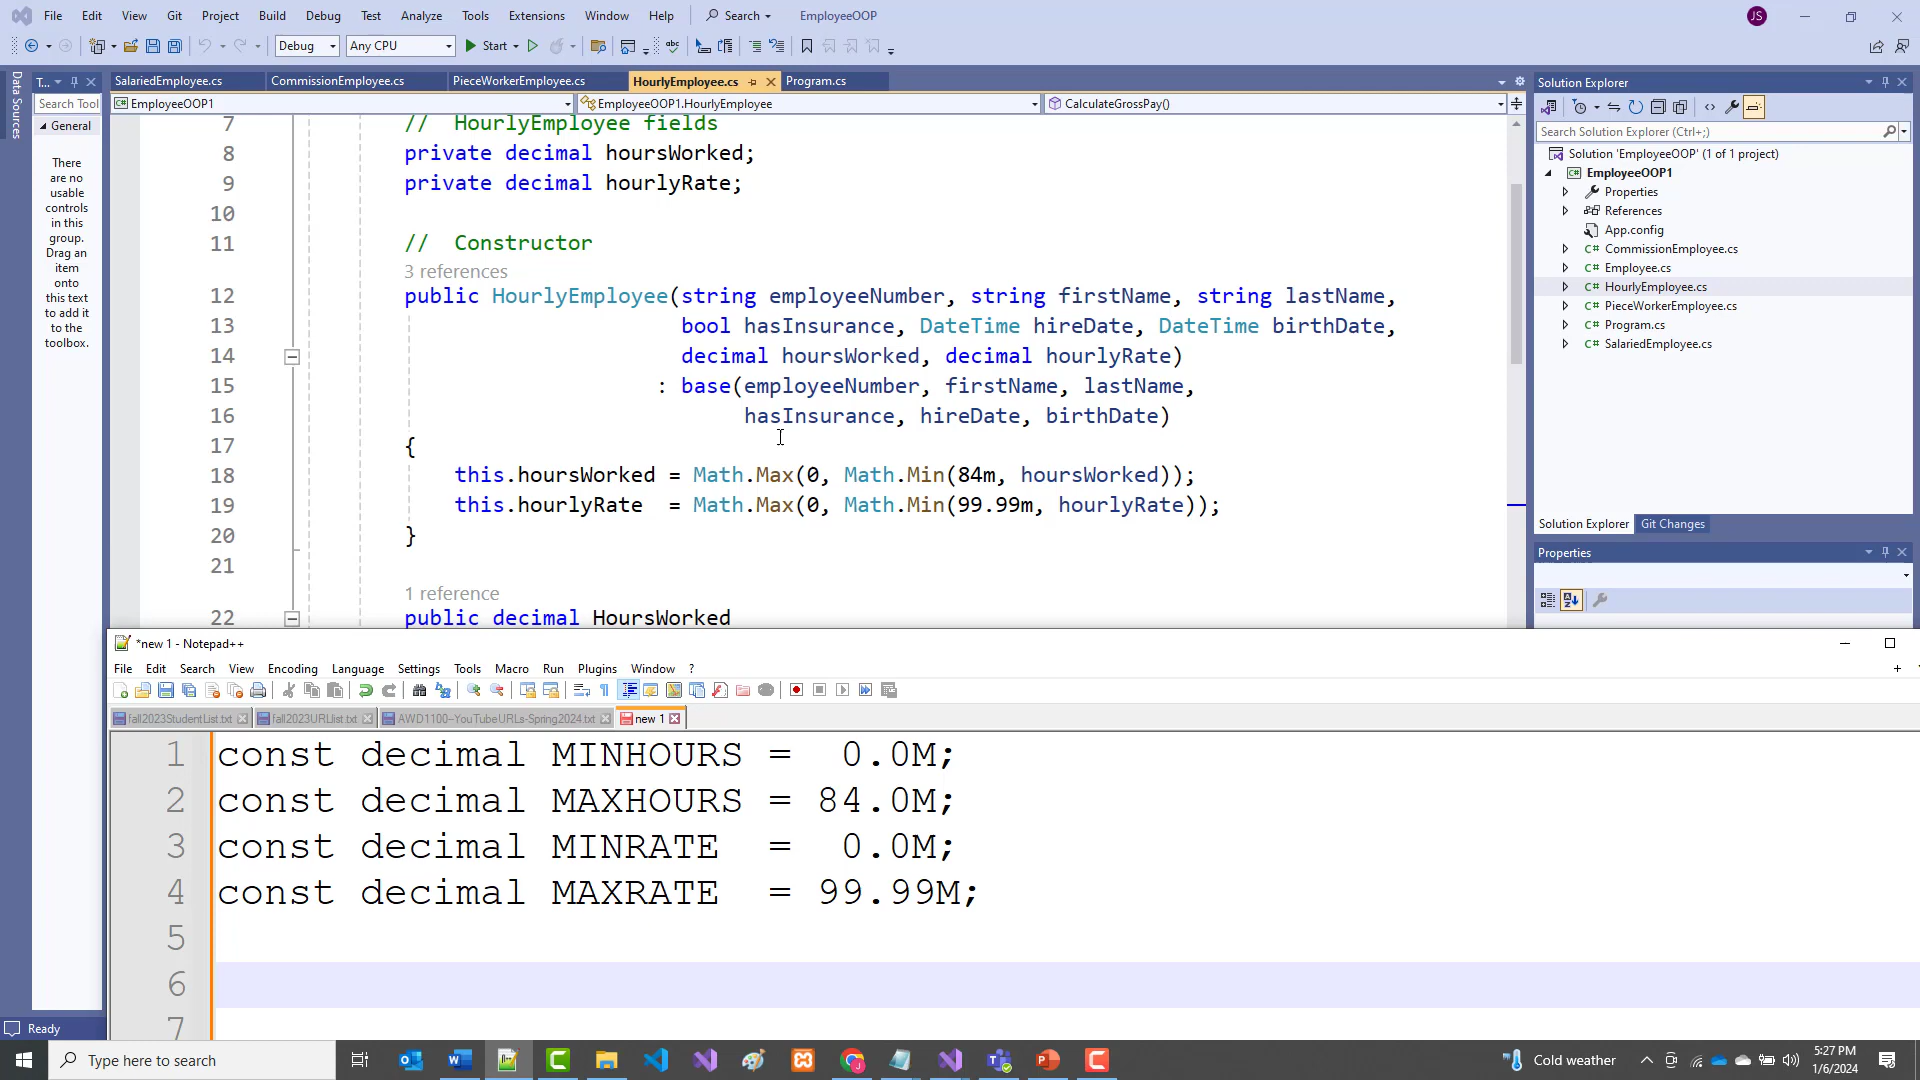 File Edit View Git Project Build Debug Test Analyze Tools Extensions Window Help Search EmployeeOOP JS
Debug Any CPU Start
Data Sources
T...
Search Tool
General
There
are no
usable
controls
in this
group.
Drag an
item
onto
this text
to add it
to the
toolbox.
SalariedEmployee.cs CommissionEmployee.cs PieceWorkerEmployee.cs HourlyEmployee.cs Program.cs
EmployeeOOP1 EmployeeOOP1.HourlyEmployee CalculateGrossPay()
7 // HourlyEmployee fields
8 private decimal hoursWorked;
9 private decimal hourlyRate;
10
11 // Constructor
3 references
12 public HourlyEmployee(string employeeNumber, string firstName, string lastName,
13 bool hasInsurance, DateTime hireDate, DateTime birthDate,
14 decimal hoursWorked, decimal hourlyRate)
15 : base(employeeNumber, firstName, lastName,
16 hasInsurance, hireDate, birthDate)
17 {
18 this.hoursWorked = Math.Max(0, Math.Min(84m, hoursWorked));
19 this.hourlyRate = Math.Max(0, Math.Min(99.99m, hourlyRate));
20 }
21
1 reference
22 public decimal HoursWorked
Solution Explorer
Search Solution Explorer (Ctrl+;)
Solution 'EmployeeOOP' (1 of 1 project)
C# EmployeeOOP1
Properties
References
App.config
C# CommissionEmployee.cs
C# Employee.cs
C# HourlyEmployee.cs
C# PieceWorkerEmployee.cs
C# Program.cs
C# SalariedEmployee.cs
Solution Explorer Git Changes
Properties
*new 1 - Notepad++
File Edit Search View Encoding Language Settings Tools Macro Run Plugins Window ?
fall2023StudentList.txt fall2023URLlist.txt AWD1100-YouTubeURLs-Spring2024.txt new 1
1 const decimal MINHOURS = 0.0M;
2 const decimal MAXHOURS = 84.0M;
3 const decimal MINRATE = 0.0M;
4 const decimal MAXRATE = 99.99M;
5
6
7
Ready
Type here to search
Cold weather
5:27 PM
1/6/2024